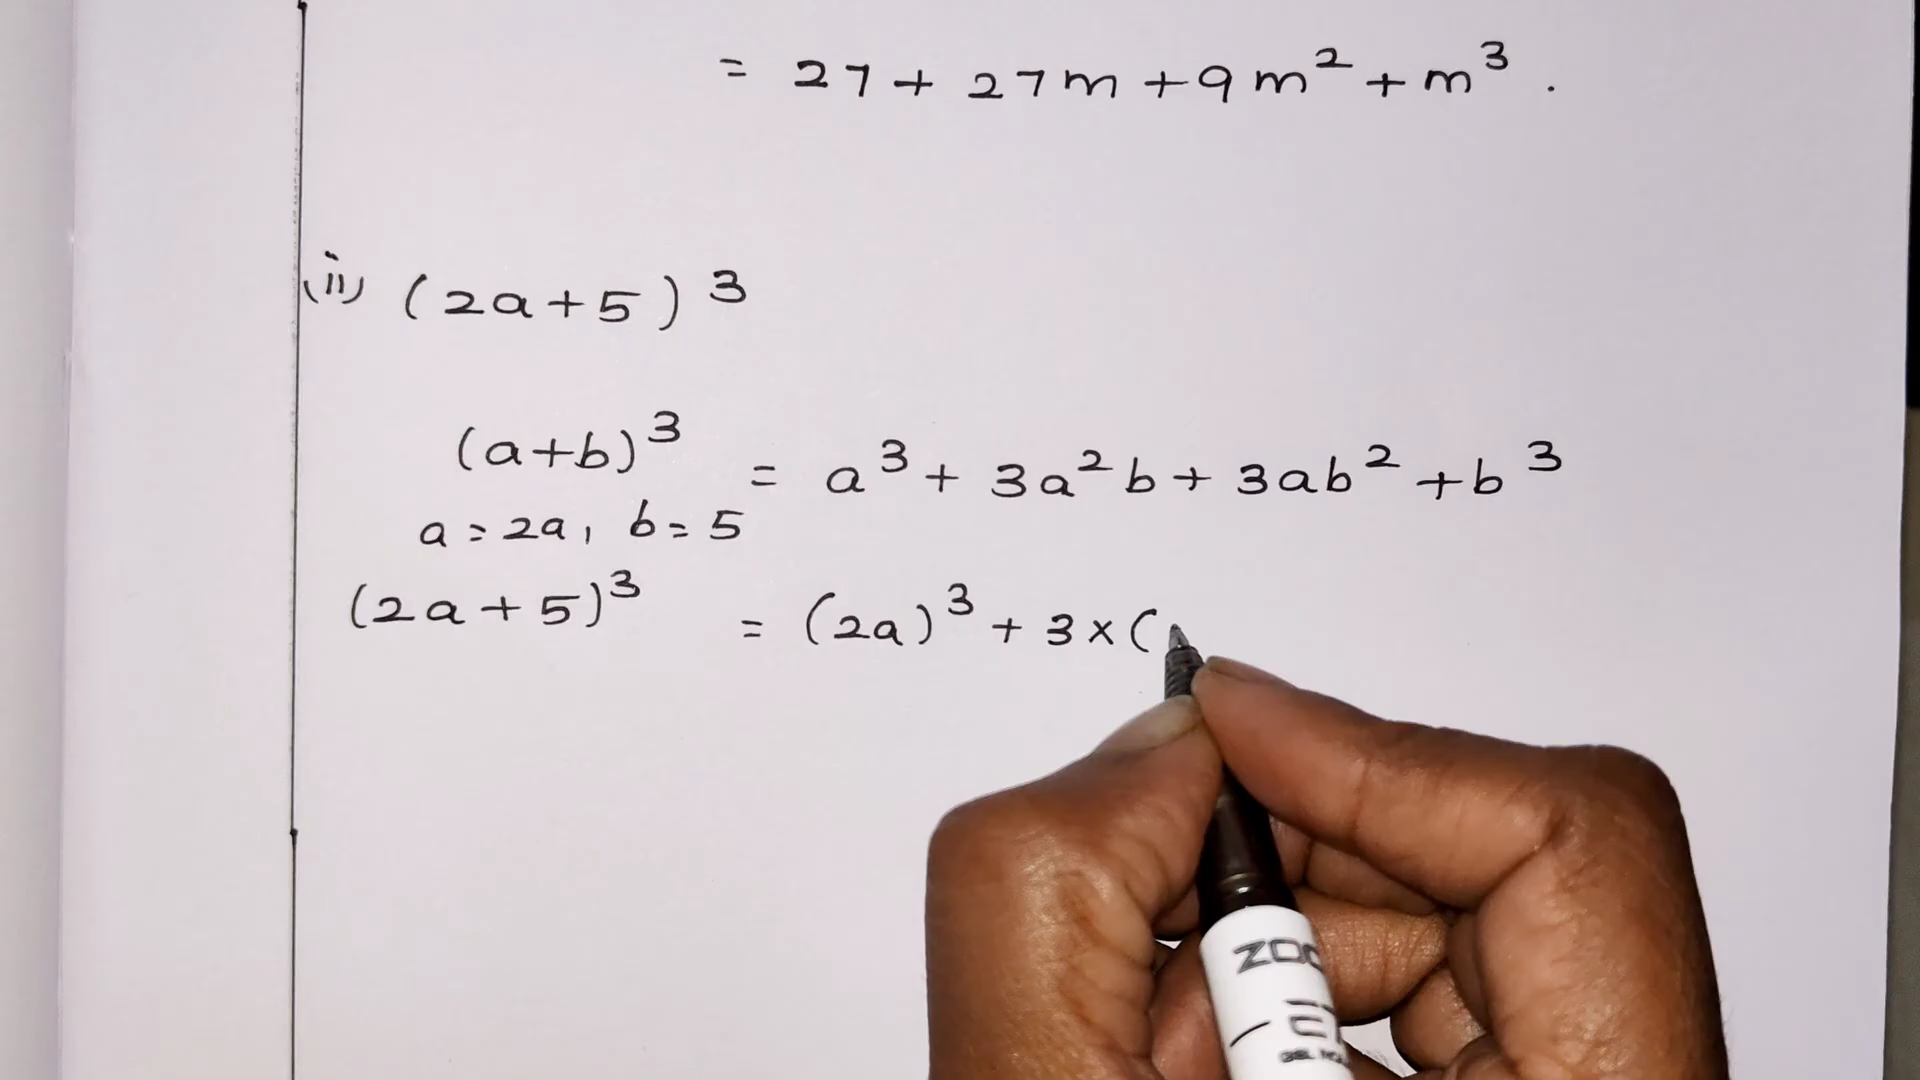 = 27 + 27m + 9m² + m³ .
(ii) (2a+5)³
(a+b)³ = a³ + 3a²b + 3ab² + b³
a = 2a, b = 5
(2a+5)³ = (2a)³ + 3×(